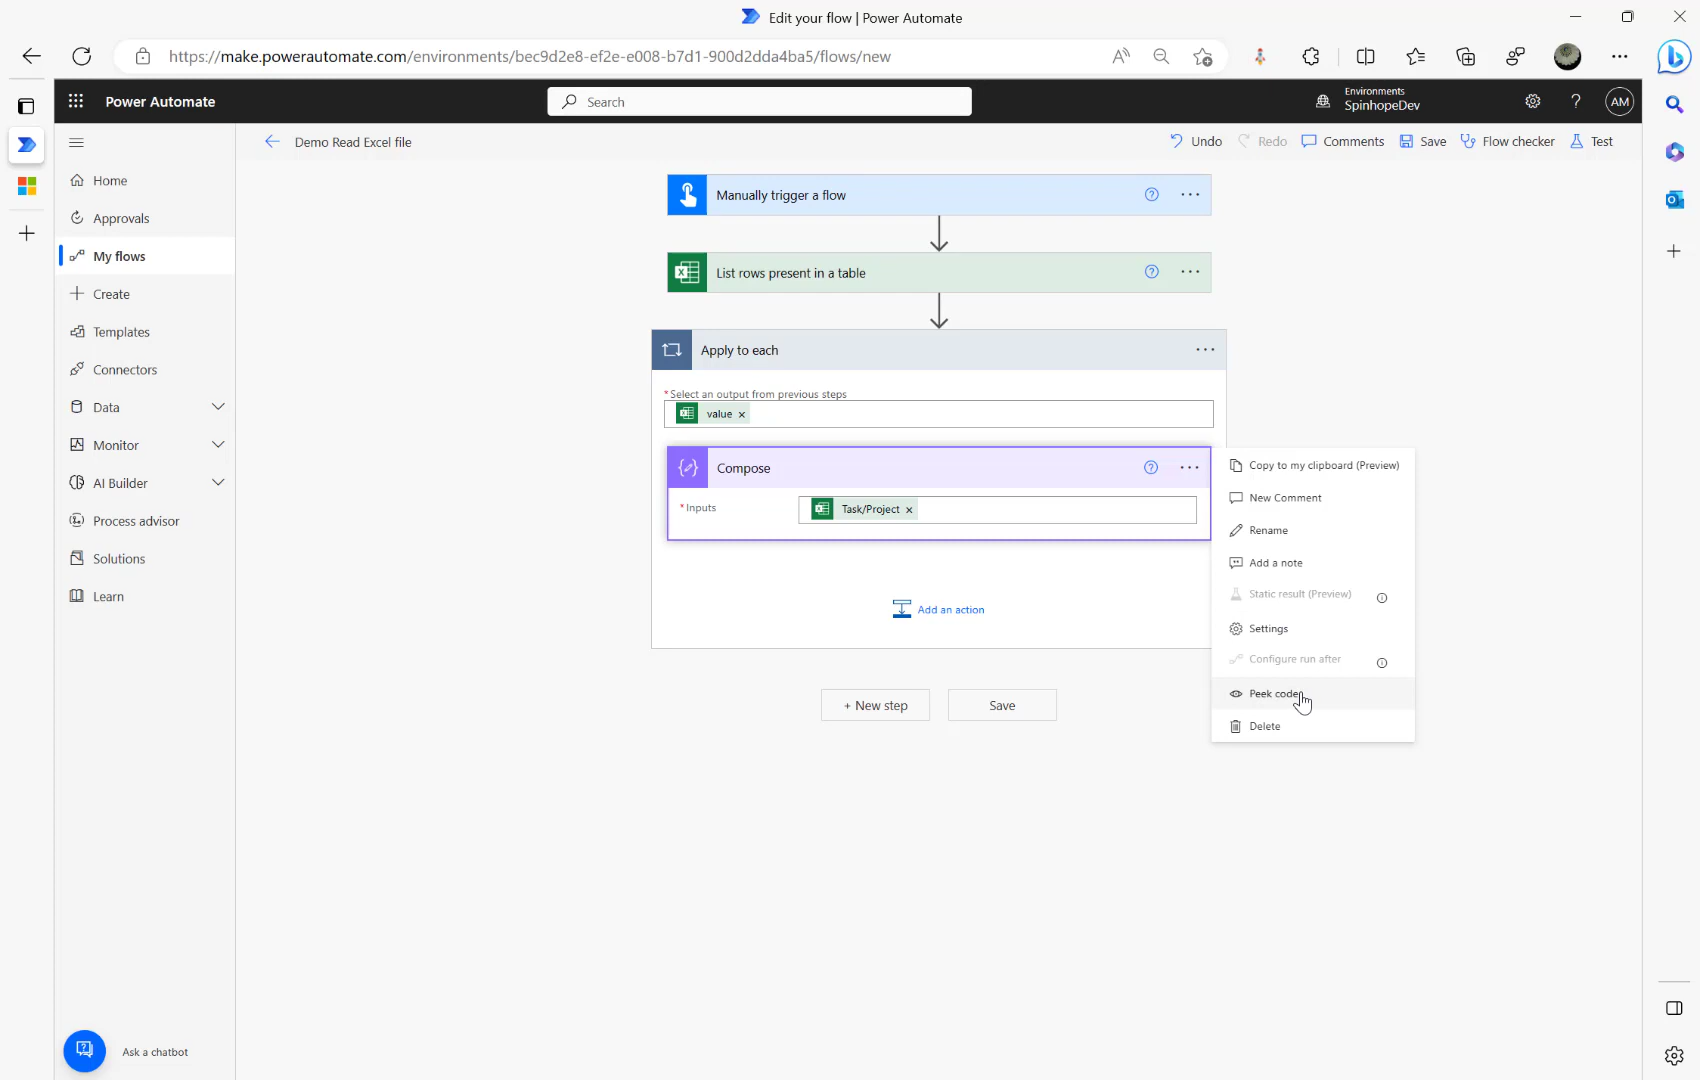 Edit your flow | Power Automate
https://make.powerautomate.com/environments/bec9d2e8-ef2e-e008-b7d1-900d2dda4ba5/flows/new
Power Automate
Search
Environments
SpinhopeDev
AM
Demo Read Excel file
Undo
Redo
Comments
Save
Flow checker
Test
Home
Approvals
My flows
Create
Templates
Connectors
Data
Monitor
AI Builder
Process advisor
Solutions
Learn
Ask a chatbot
Manually trigger a flow
List rows present in a table
Apply to each
* Select an output from previous steps
value
Compose
* Inputs
Task/Project
Add an action
+ New step
Save
Copy to my clipboard (Preview)
New Comment
Rename
Add a note
Static result (Preview)
Settings
Configure run after
Peek code
Delete